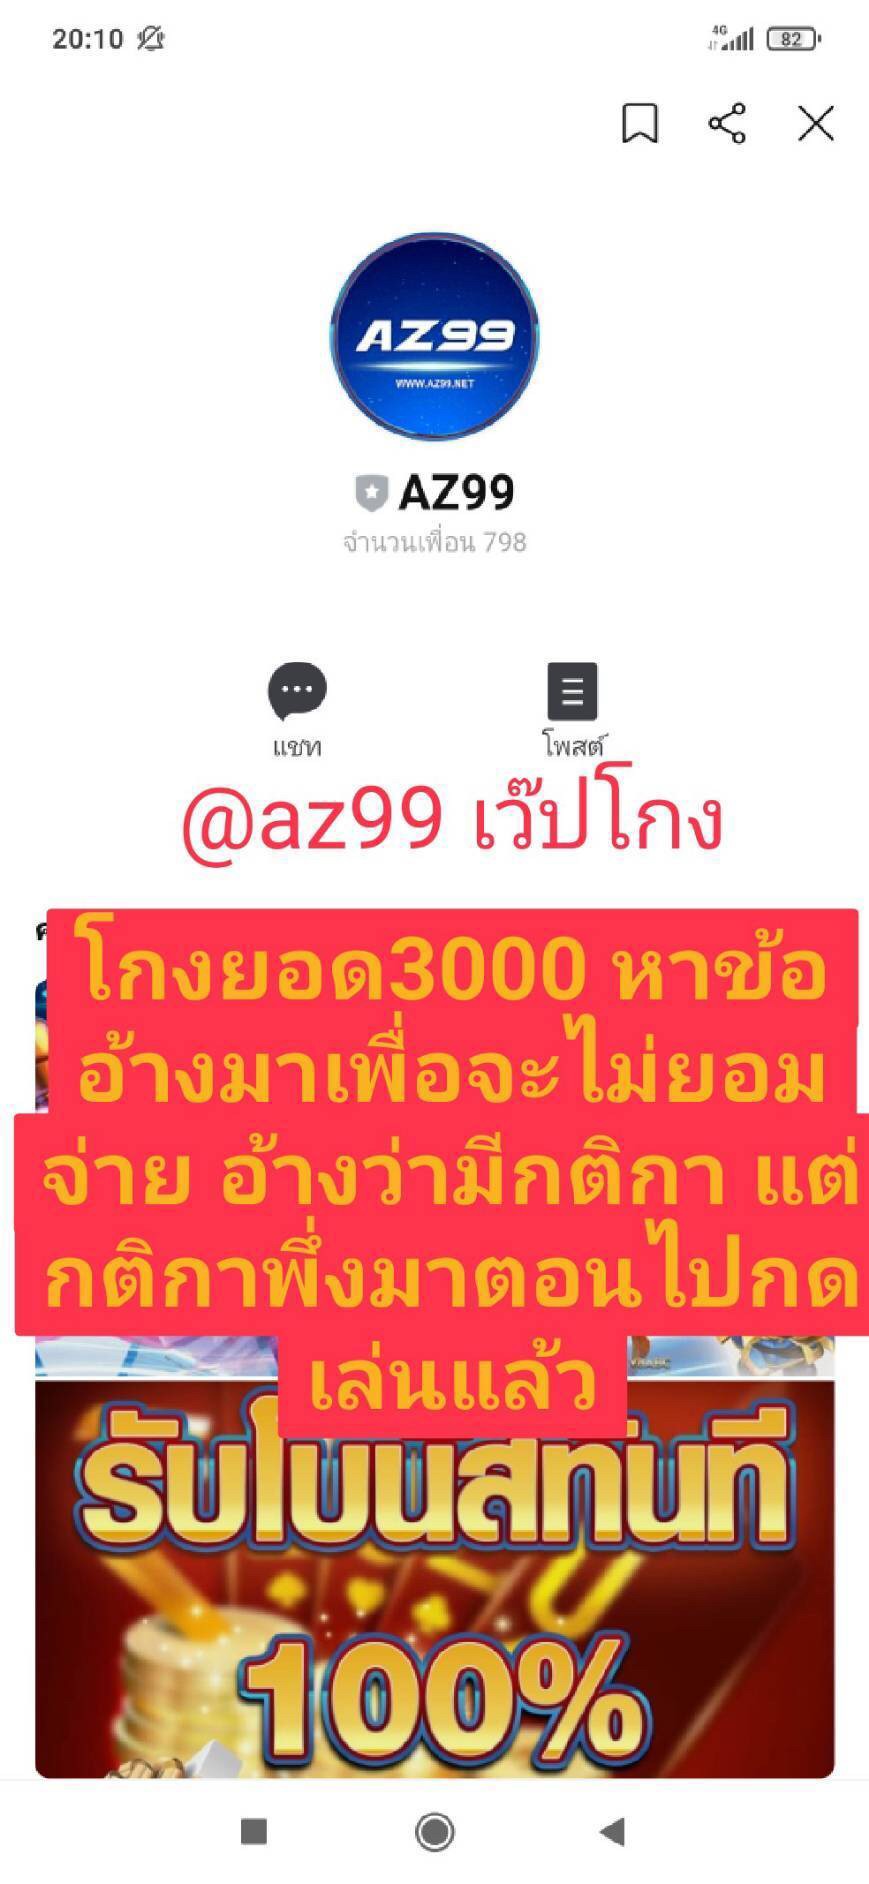 20:10
4G
82
AZ99
WWW.AZ99.NET
AZ99
จำนวนเพื่อน 798
แชท
โพสต์
@az99 เว๊ปโกง
โกงยอด3000 หาข้อ
อ้างมาเพื่อจะไม่ยอม
จ่าย อ้างว่ามีกติกา แต่
กติกาพึ่งมาตอนไปกด
เล่นแล้ว
รับโบนัสทันที
100%